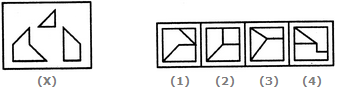 (X) (1) (2) (3) (4)